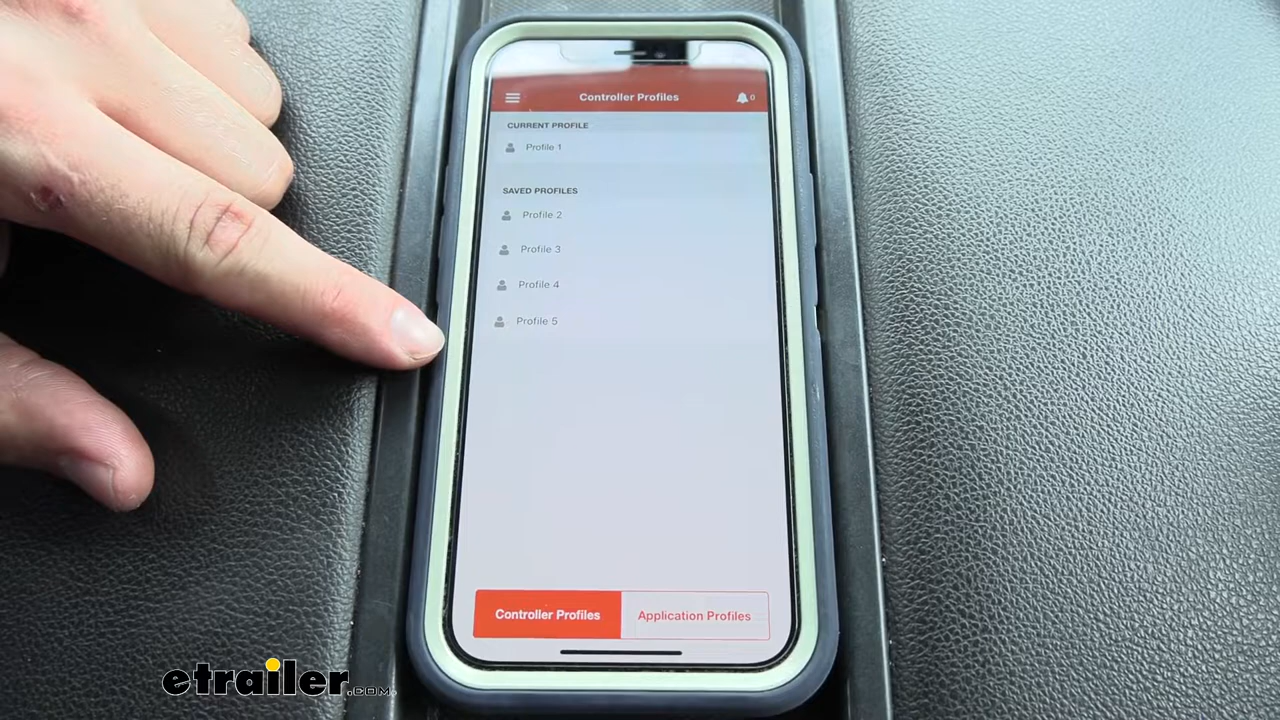 Controller Profiles
0
CURRENT PROFILE
Profile 1
SAVED PROFILES
Profile 2
Profile 3
Profile 4
Profile 5
Controller Profiles
Application Profiles
etrailer.com.